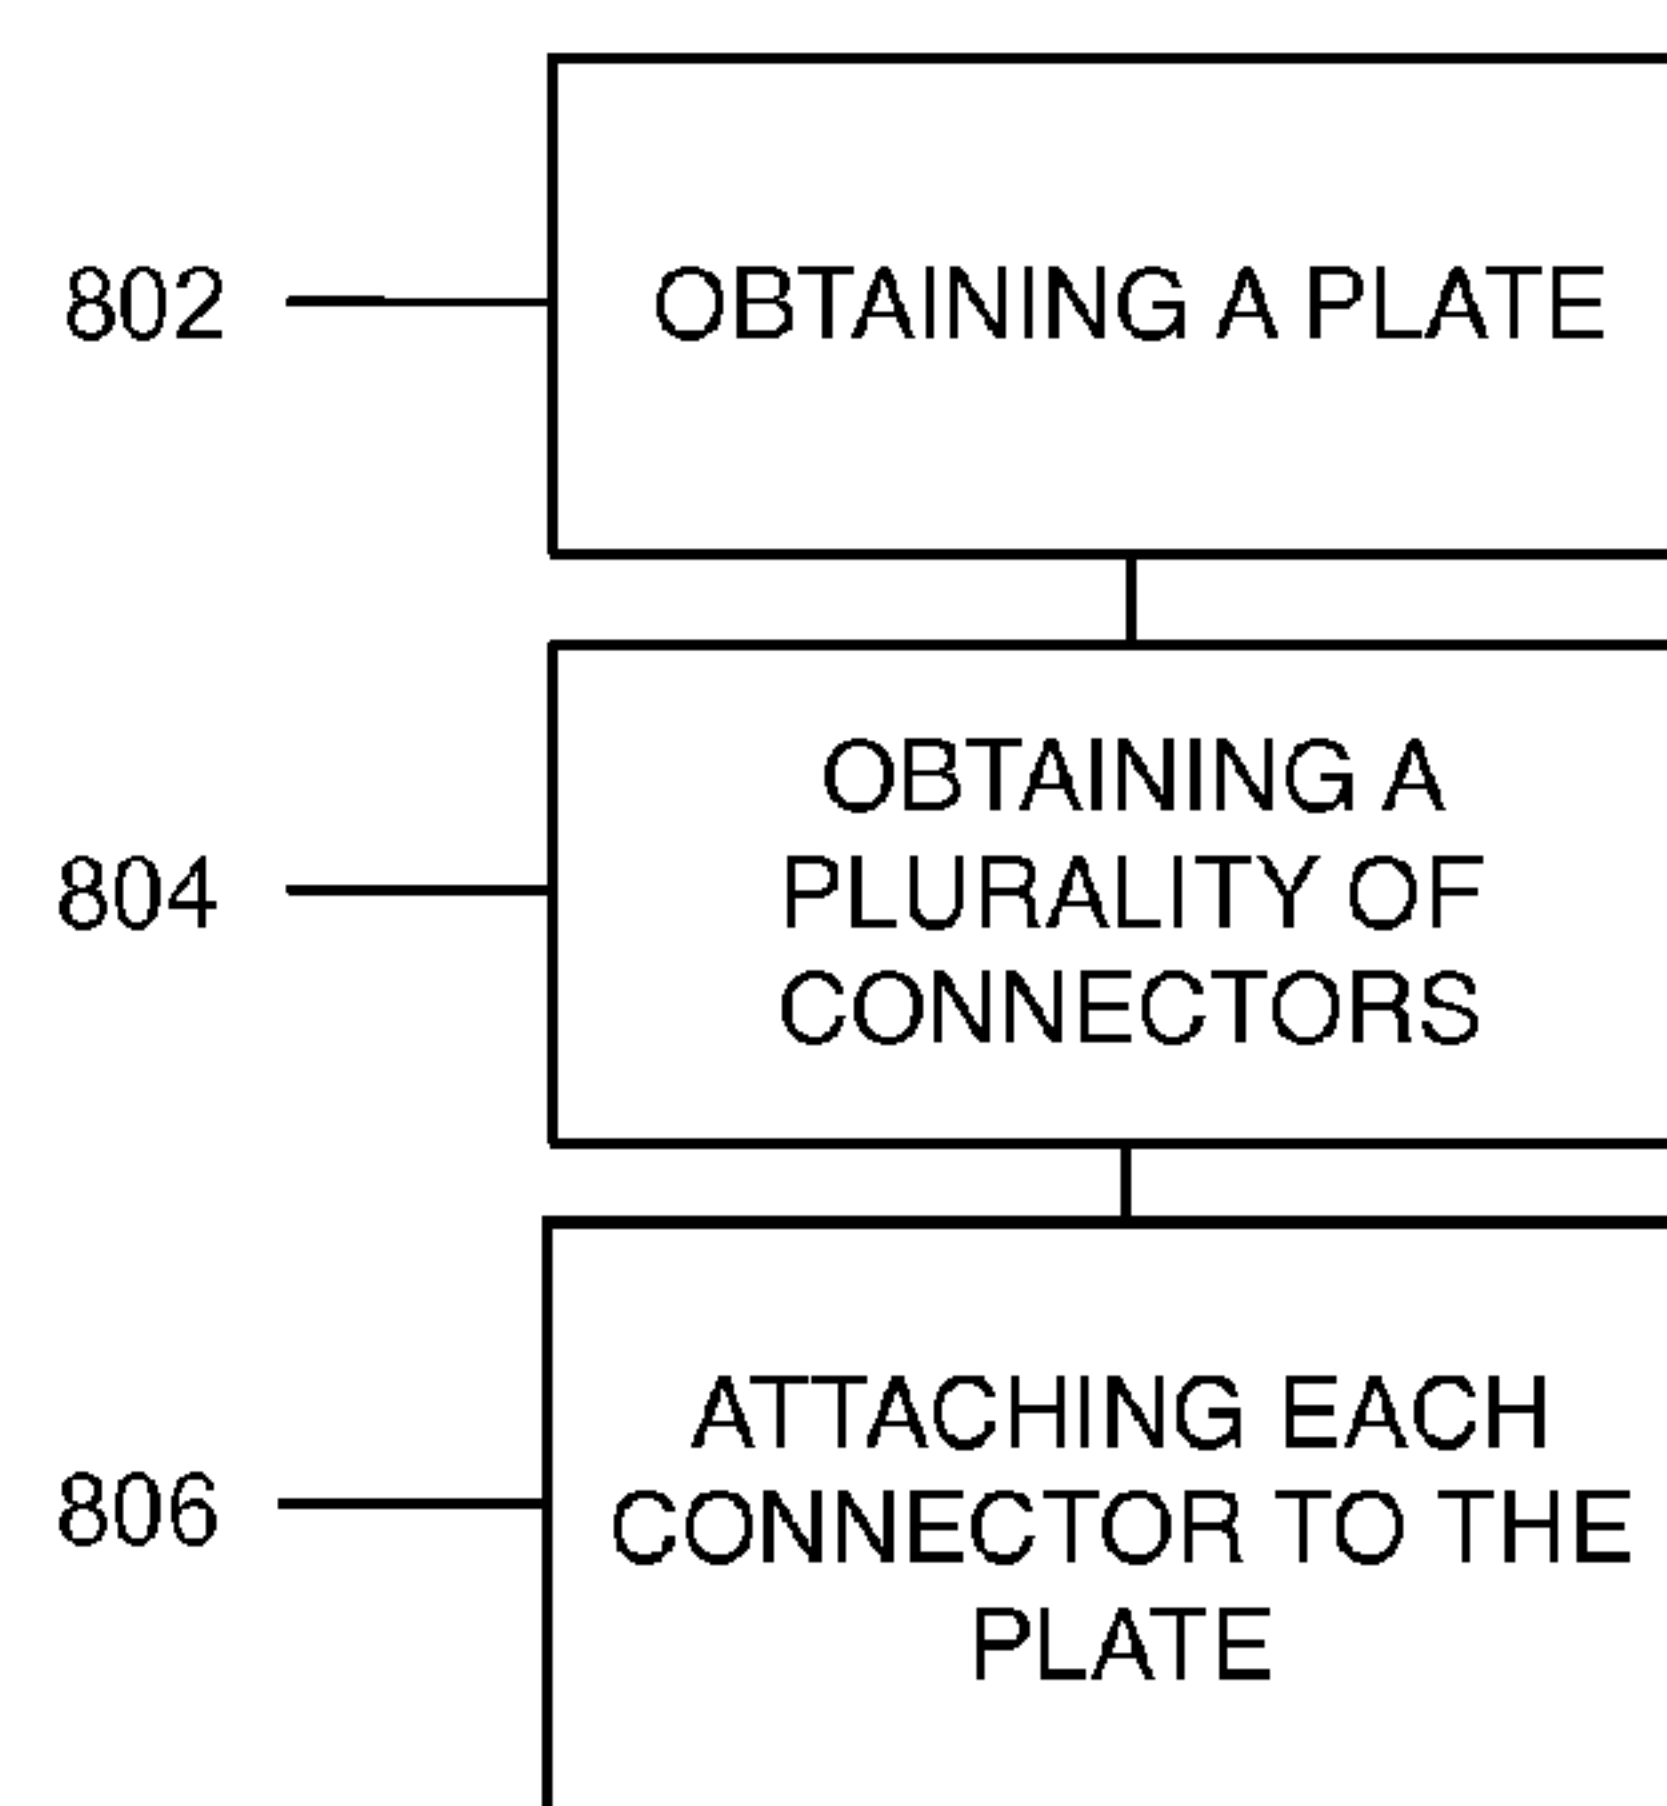 802
OBTAINING A PLATE
804
OBTAINING A
PLURALITY OF
CONNECTORS
806
ATTACHING EACH
CONNECTOR TO THE
PLATE